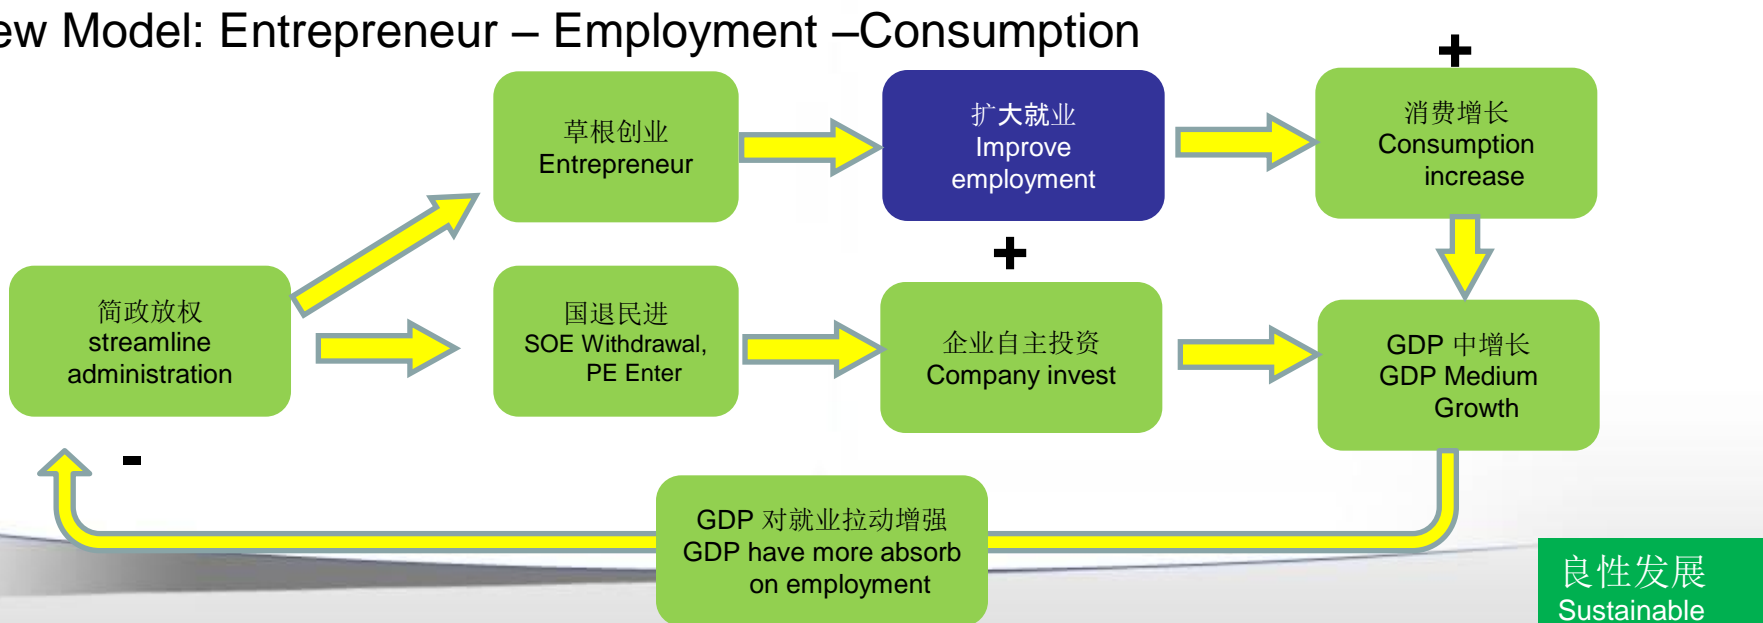 ew Model: Entrepreneur – Employment –Consumption
+
草根创业
Entrepreneur
扩大就业
Improve
employment
消费增长
Consumption
increase
+
简政放权
streamline
administration
国退民进
SOE Withdrawal,
PE Enter
企业自主投资
Company invest
GDP 中增长
GDP Medium
Growth
-
GDP 对就业拉动增强
GDP have more absorb
on employment
良性发展
Sustainable